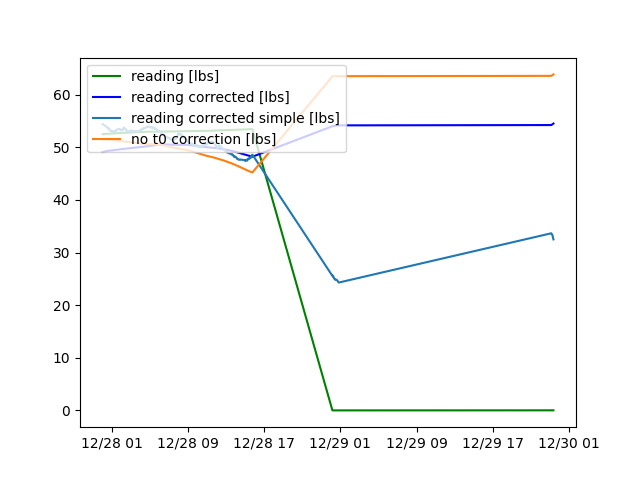 reading [lbs]
reading corrected [lbs]
reading corrected simple [lbs]
no t0 correction [lbs]
60
50
40
30
20
10
0
12/28 01 12/28 09 12/28 17 12/29 01 12/29 09 12/29 17 12/30 01